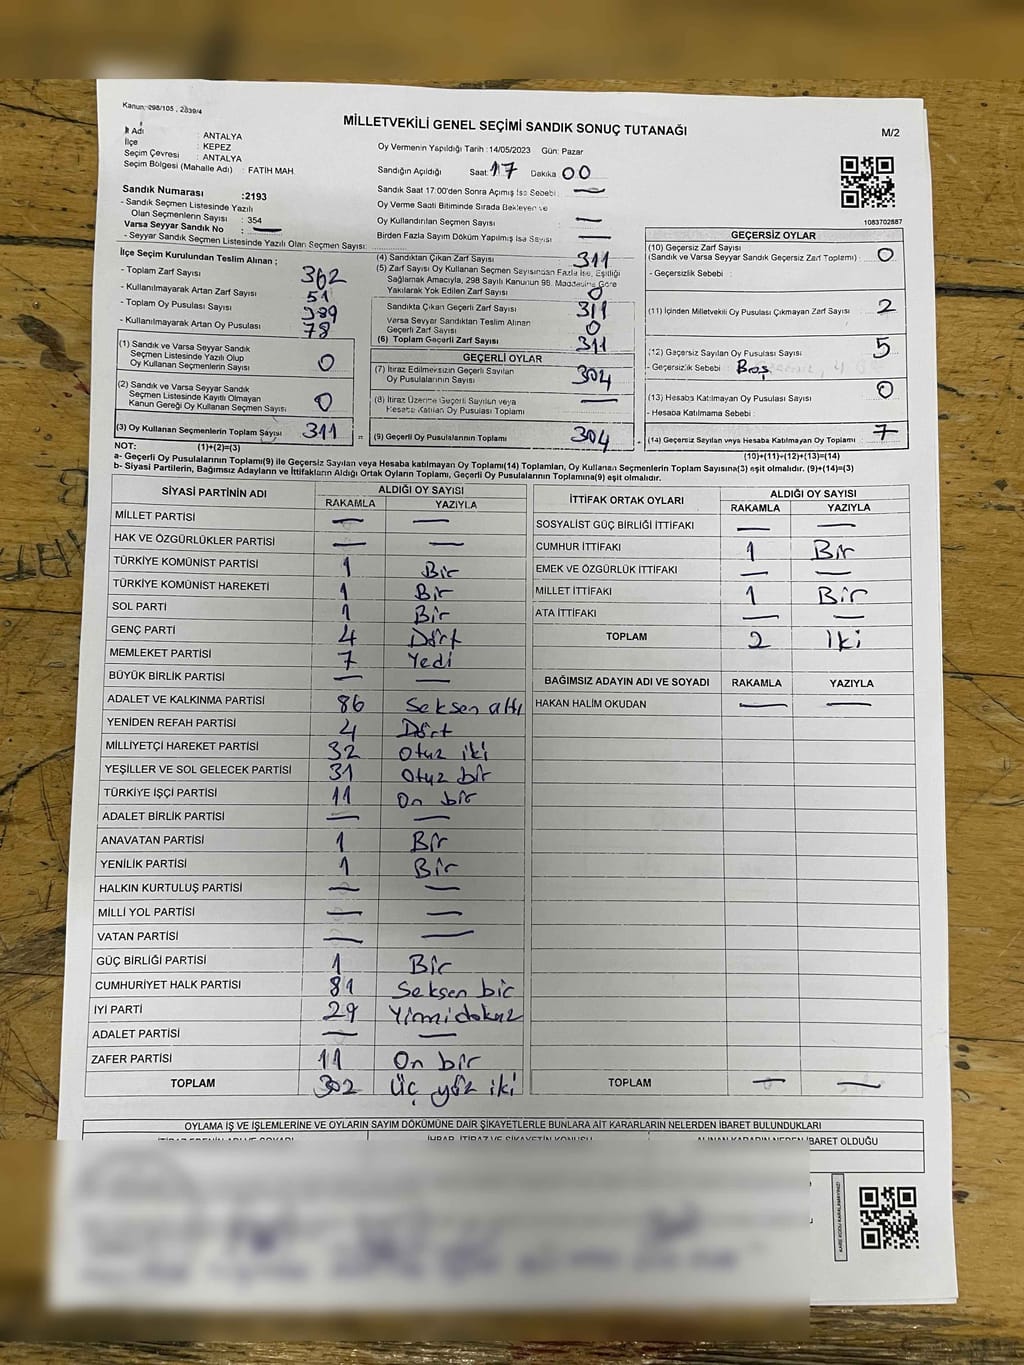 Kanun: 298/105 , 2839/4
MİLLETVEKİLİ GENEL SEÇİMİ SANDIK SONUÇ TUTANAĞI
M/2
İl Adı : ANTALYA
İlçe : KEPEZ
Seçim Çevresi : ANTALYA
Seçim Bölgesi (Mahalle Adı) : FATİH MAH.
Oy Vermenin Yapıldığı Tarih :14/05/2023 Gün: Pazar
Sandığın Açıldığı Saat: 17 Dakika 00
Sandık Saat 17:00'den Sonra Açılmış İse Sebebi : —
Oy Verme Saati Bitiminde Sırada Bekleyen ve
Oy Kullandırılan Seçmen Sayısı —
Birden Fazla Sayım Döküm Yapılmış İse Sayısı —
1083702887
Sandık Numarası :2193
- Sandık Seçmen Listesinde Yazılı
Olan Seçmenlerin Sayısı : 354
Varsa Seyyar Sandık No : —
- Seyyar Sandık Seçmen Listesinde Yazılı Olan Seçmen Sayısı:
İlçe Seçim Kurulundan Teslim Alınan ;
- Toplam Zarf Sayısı 362
- Kullanılmayarak Artan Zarf Sayısı 51
- Toplam Oy Pusulası Sayısı 389
- Kullanılmayarak Artan Oy Pusulası 78
(1) Sandık ve Varsa Seyyar Sandık
Seçmen Listesinde Yazılı Olup
Oy Kullanan Seçmenlerin Sayısı 0
(2) Sandık ve Varsa Seyyar Sandık
Seçmen Listesinde Kayıtlı Olmayan
Kanun Gereği Oy Kullanan Seçmen Sayısı 0
(3) Oy Kullanan Seçmenlerin Toplam Sayısı 311
(1)+(2)=(3)
(4) Sandıktan Çıkan Zarf Sayısı 311
(5) Zarf Sayısı Oy Kullanan Seçmen Sayısından Fazla İse, Eşitliği
Sağlamak Amacıyla, 298 Sayılı Kanunun 98. Maddesine Göre
Yakılarak Yok Edilen Zarf Sayısı 0
Sandıkta Çıkan Geçerli Zarf Sayısı 311
Varsa Seyyar Sandıktan Teslim Alınan
Geçerli Zarf Sayısı 0
(6) Toplam Geçerli Zarf Sayısı 311
GEÇERLİ OYLAR
(7) İtiraz Edilmeksizin Geçerli Sayılan
Oy Pusulalarının Sayısı 304
(8) İtiraz Üzerine Geçerli Sayılan veya
Hesaba Katılan Oy Pusulası Toplamı —
= (9) Geçerli Oy Pusulalarının Toplamı 304
GEÇERSİZ OYLAR
(10) Geçersiz Zarf Sayısı
(Sandık ve Varsa Seyyar Sandık Geçersiz Zarf Toplamı) : 0
- Geçersizlik Sebebi :
(11) İçinden Milletvekili Oy Pusulası Çıkmayan Zarf Sayısı : 2
(12) Geçersiz Sayılan Oy Pusulası Sayısı : 5
- Geçersizlik Sebebi : Boş
(13) Hesaba Katılmayan Oy Pusulası Sayısı : 0
- Hesaba Katılmama Sebebi :
(14) Geçersiz Sayılan veya Hesaba Katılmayan Oy Toplamı : 7
(10)+(11)+(12)+(13)=(14)
NOT:
a- Geçerli Oy Pusulalarının Toplamı(9) ile Geçersiz Sayılan veya Hesaba katılmayan Oy Toplamı(14) Toplamları, Oy Kullanan Seçmenlerin Toplam Sayısına(3) eşit olmalıdır. (9)+(14)=(3)
b- Siyasi Partilerin, Bağımsız Adayların ve İttifakların Aldığı Ortak Oyların Toplamı, Geçerli Oy Pusulalarının Toplamına(9) eşit olmalıdır.
SİYASİ PARTİNİN ADI ALDIĞI OY SAYISI
RAKAMLA YAZIYLA
MİLLET PARTİSİ — —
HAK VE ÖZGÜRLÜKLER PARTİSİ — —
TÜRKİYE KOMÜNİST PARTİSİ 1 Bir
TÜRKİYE KOMÜNİST HAREKETİ 1 Bir
SOL PARTİ 1 Bir
GENÇ PARTİ 4 Dört
MEMLEKET PARTİSİ 7 Yedi
BÜYÜK BİRLİK PARTİSİ — —
ADALET VE KALKINMA PARTİSİ 86 Seksen altı
YENİDEN REFAH PARTİSİ 4 Dört
MİLLİYETÇİ HAREKET PARTİSİ 32 Otuz iki
YEŞİLLER VE SOL GELECEK PARTİSİ 31 Otuz bir
TÜRKİYE İŞÇİ PARTİSİ 11 On bir
ADALET BİRLİK PARTİSİ — —
ANAVATAN PARTİSİ 1 Bir
YENİLİK PARTİSİ 1 Bir
HALKIN KURTULUŞ PARTİSİ — —
MİLLİ YOL PARTİSİ — —
VATAN PARTİSİ — —
GÜÇ BİRLİĞİ PARTİSİ 1 Bir
CUMHURİYET HALK PARTİSİ 81 Seksen bir
İYİ PARTİ 29 Yirmi dokuz
ADALET PARTİSİ — —
ZAFER PARTİSİ 11 On bir
TOPLAM 302 Üç yüz iki
İTTİFAK ORTAK OYLARI ALDIĞI OY SAYISI
RAKAMLA YAZIYLA
SOSYALİST GÜÇ BİRLİĞİ İTTİFAKI — —
CUMHUR İTTİFAKI 1 Bir
EMEK VE ÖZGÜRLÜK İTTİFAKI — —
MİLLET İTTİFAKI 1 Bir
ATA İTTİFAKI — —
TOPLAM 2 İki
BAĞIMSIZ ADAYIN ADI VE SOYADI RAKAMLA YAZIYLA
HAKAN HALİM OKUDAN — —
TOPLAM — —
OYLAMA İŞ VE İŞLEMLERİNE VE OYLARIN SAYIM DÖKÜMÜNE DAİR ŞİKAYETLERLE BUNLARA AİT KARARLARIN NELERDEN İBARET BULUNDUKLARI
İTİRAZ EDENİN ADI VE SOYADI İHBAR, İTİRAZ VE ŞİKAYETİN KONUSU ALINAN KARARIN NEDEN İBARET OLDUĞU
KARE KODU KARALAMAYINIZ!